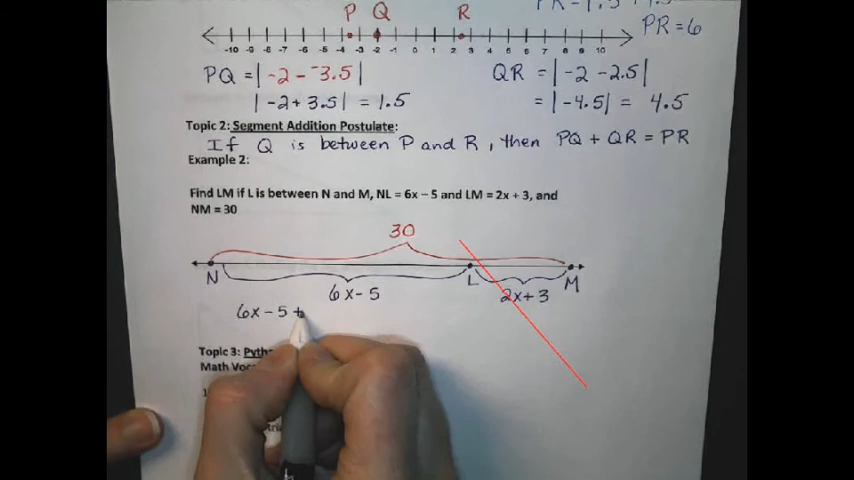 PR = 6
P Q R
-10 -9 -8 -7 -6 -5 -4 -3 -2 -1 0 1 2 3 4 5 6 7 8 9 10
PQ = |-2 - -3.5| QR = |-2 - 2.5|
|-2 + 3.5| = 1.5 = |-4.5| = 4.5
Topic 2: Segment Addition Postulate:
If Q is between P and R, then PQ + QR = PR
Example 2:
Find LM if L is between N and M, NL = 6x – 5 and LM = 2x + 3, and
NM = 30
30
N L M
6x - 5 2x + 3
6x - 5 +
Topic 3:
Math